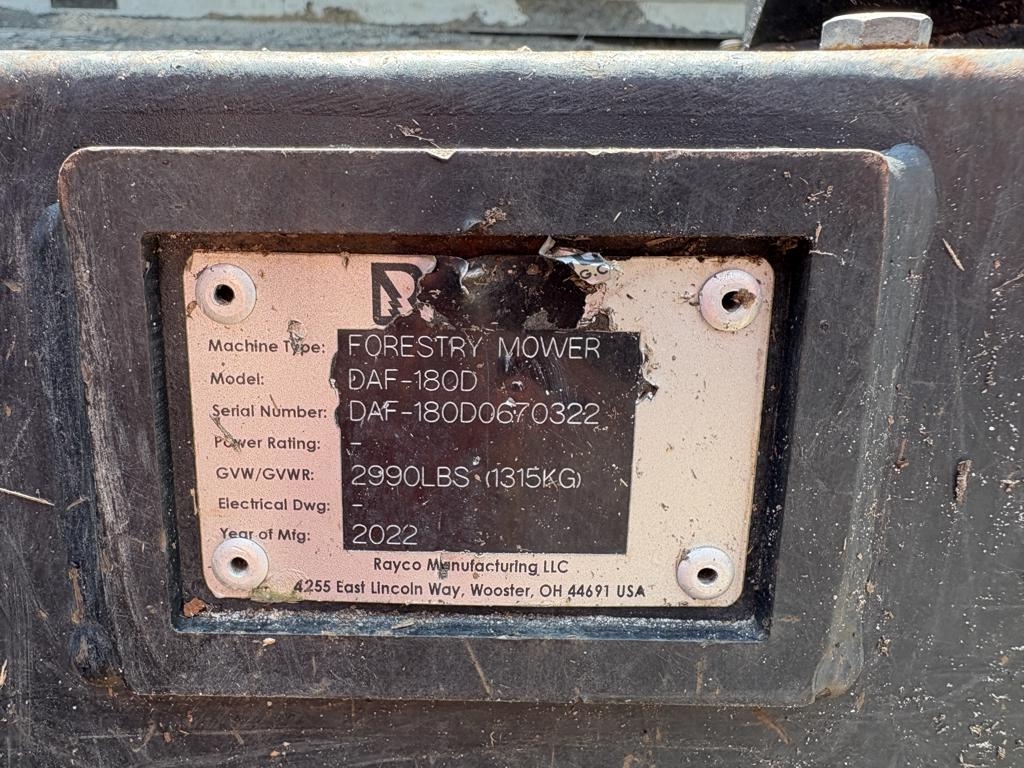 R
G.C
Machine Type: FORESTRY MOWER
Model: DAF-180D
Serial Number: DAF-180D0670322
Power Rating: -
GVW/GVWR: 2990LBS (1315KG)
Electrical Dwg: -
Year of Mfg: 2022
Rayco Manufacturing LLC
4255 East Lincoln Way, Wooster, OH 44691 USA